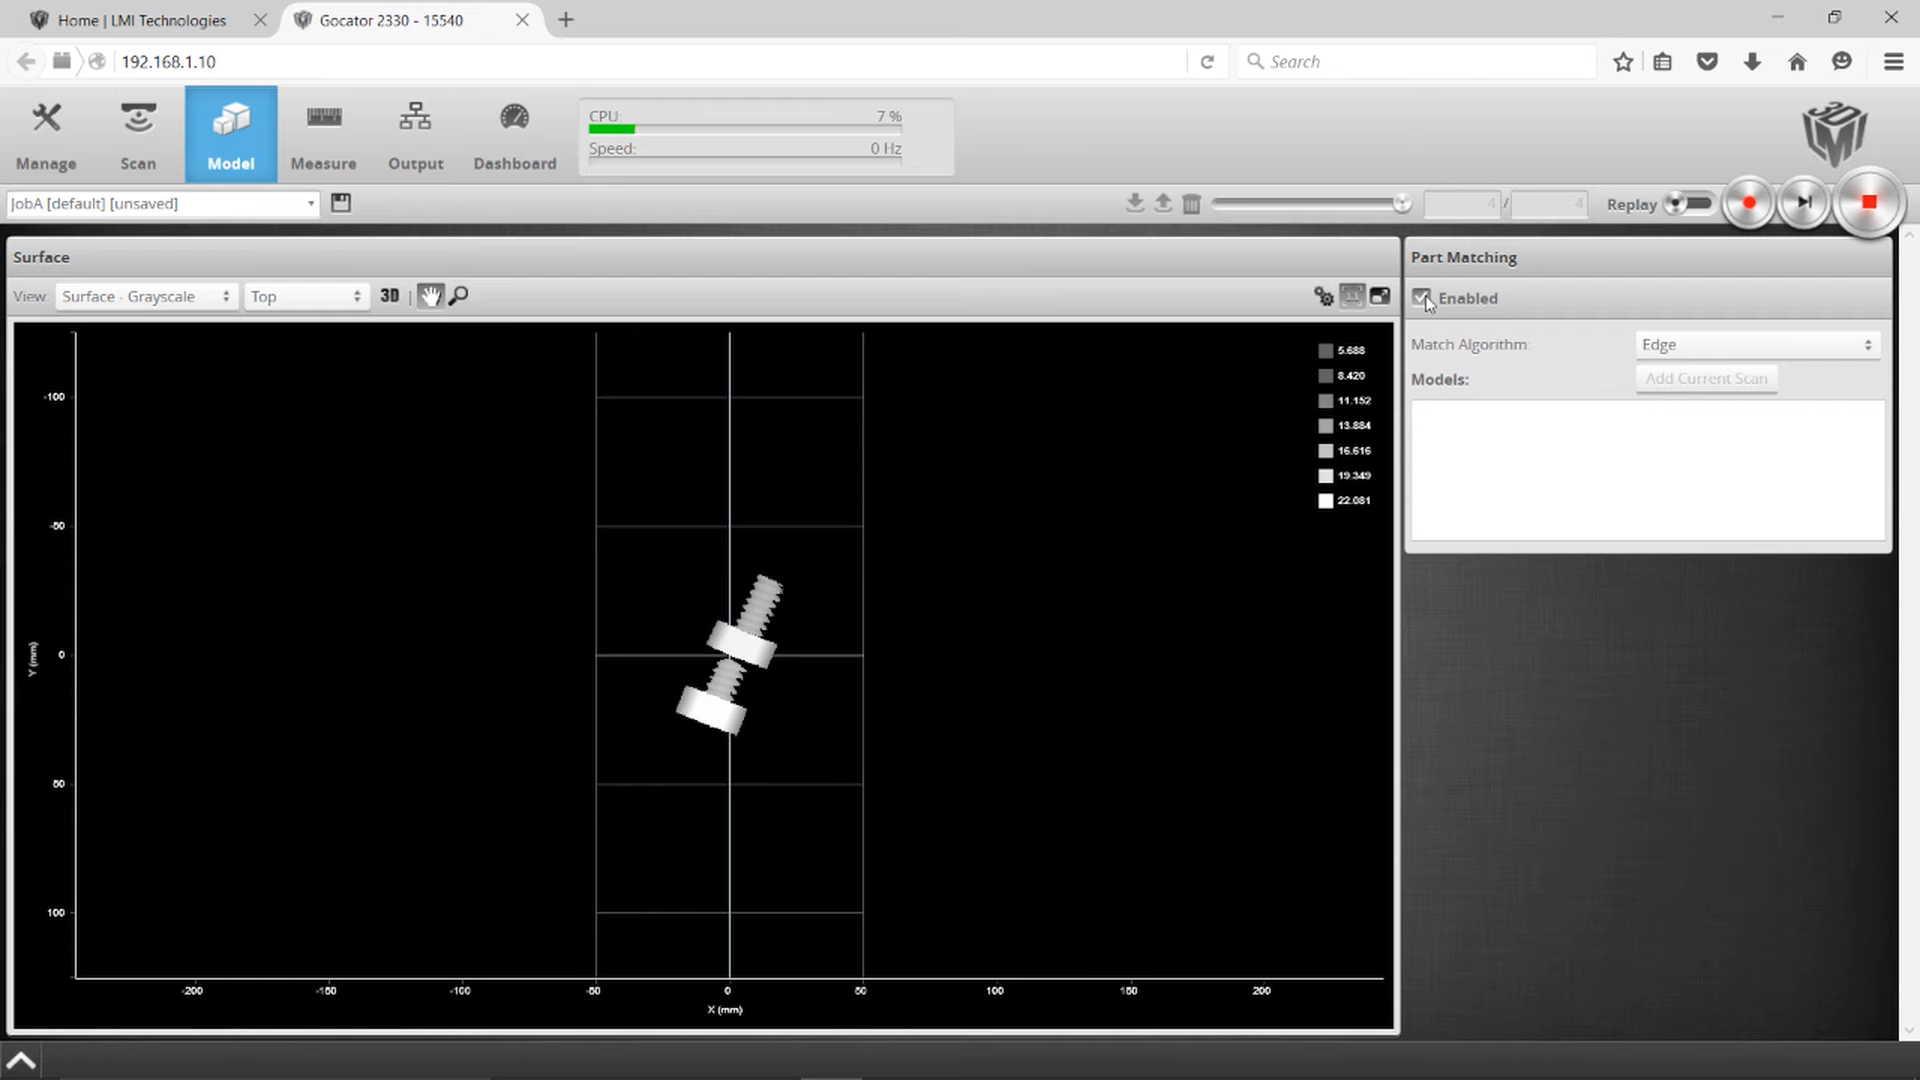 Home | LMI Technologies
Gocator 2330 - 15540
192.168.1.10
Search
Manage
Scan
Model
Measure
Output
Dashboard
CPU: 7 %
Speed: 0 Hz
JobA [default] [unsaved]
4 / 4
Replay
Surface
View: Surface - Grayscale Top 3D
Part Matching
Enabled
Match Algorithm: Edge
Models: Add Current Scan
5.688
8.420
11.152
13.884
16.616
19.349
22.081
-100
-50
0
50
100
Y (mm)
-200 -150 -100 -50 0 50 100 150 200
X (mm)